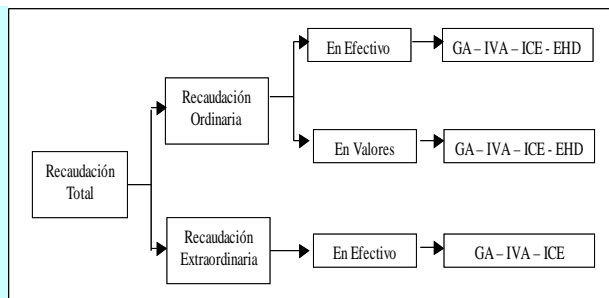 En Efectivo
GA – IVA – ICE - EHD
Recaudación
Ordinaria
En Valores
GA – IVA – ICE - EHD
Recaudación
Total
Recaudación
Extraordinaria
En Efectivo
GA – IVA – ICE